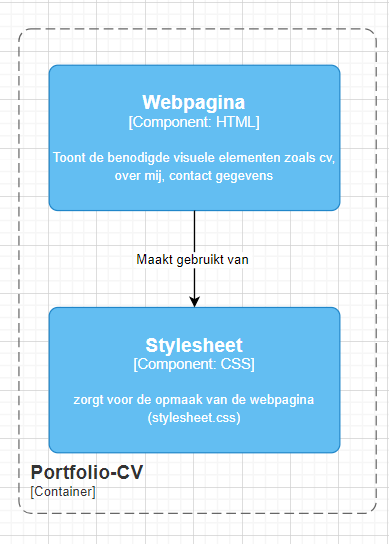 Webpagina
[Component: HTML]
Toont de benodigde visuele elementen zoals cv,
over mij, contact gegevens
Maakt gebruikt van
Stylesheet
[Component: CSS]
zorgt voor de opmaak van de webpagina
(stylesheet.css)
Portfolio-CV
[Container]